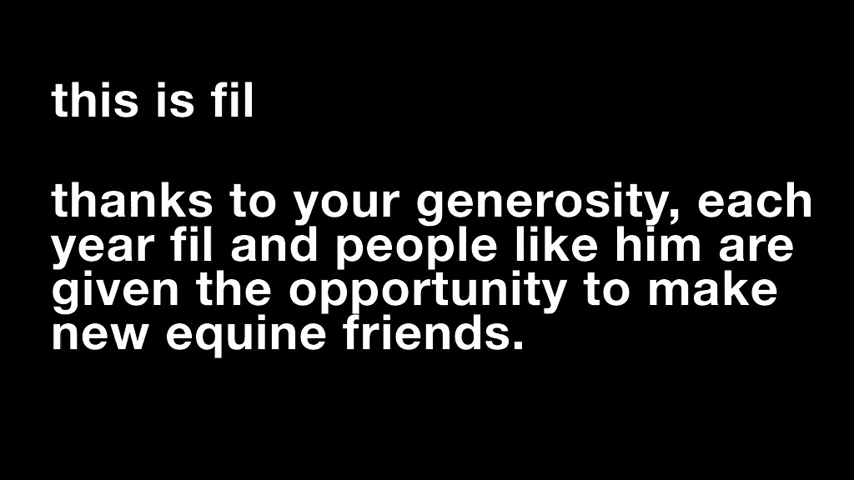 this is fil
thanks to your generosity, each
year fil and people like him are
given the opportunity to make
new equine friends.